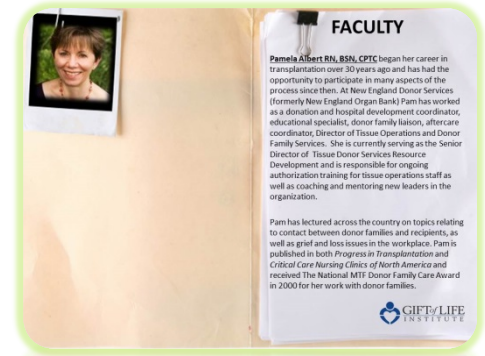 FACULTY
Pamela Albert RN, BSN, CPTC began her career in
transplantation over 30 years ago and has had the
opportunity to participate in many aspects of the
process since then. At New England Donor Services
(formerly New England Organ Bank) Pam has worked
as a donation and hospital development coordinator,
educational specialist, donor family liaison, aftercare
coordinator, Director of Tissue Operations and Donor
Family Services. She is currently serving as the Senior
Director of Tissue Donor Services Resource
Development and is responsible for ongoing
authorization training for tissue operations staff as
well as coaching and mentoring new leaders in the
organization.
Pam has lectured across the country on topics relating
to contact between donor families and recipients, as
well as grief and loss issues in the workplace. Pam is
published in both Progress in Transplantation and
Critical Care Nursing Clinics of North America and
received The National MTF Donor Family Care Award
in 2000 for her work with donor families.
GIFT of LIFE
INSTITUTE